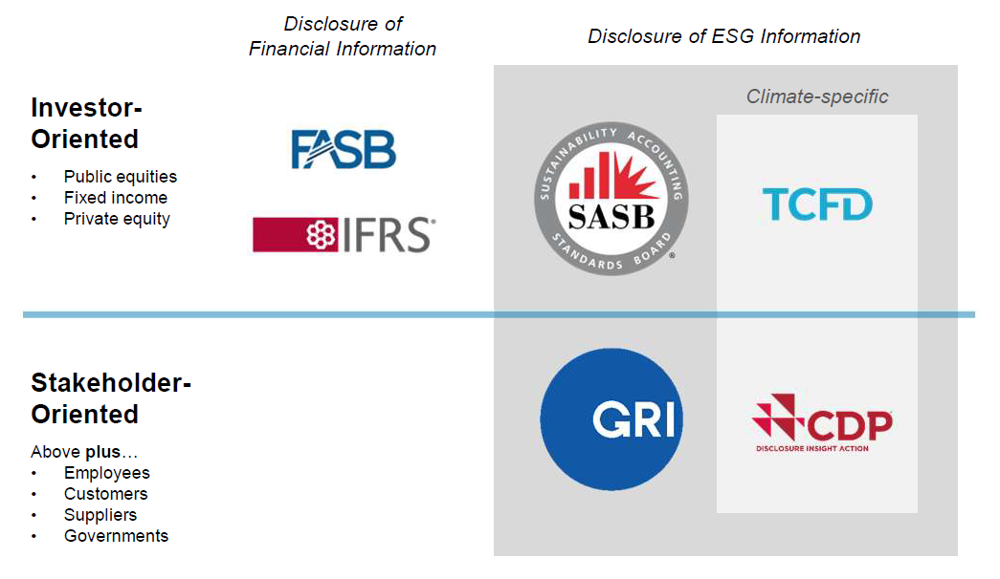 Disclosure of
Financial Information
Disclosure of ESG Information
Climate-specific
Investor-
Oriented
• Public equities
• Fixed income
• Private equity
FASB
IFRS®
SUSTAINABILITY ACCOUNTING
SASB
STANDARDS BOARD ®
TCFD
Stakeholder-
Oriented
Above plus…
• Employees
• Customers
• Suppliers
• Governments
GRI
CDP
DISCLOSURE INSIGHT ACTION